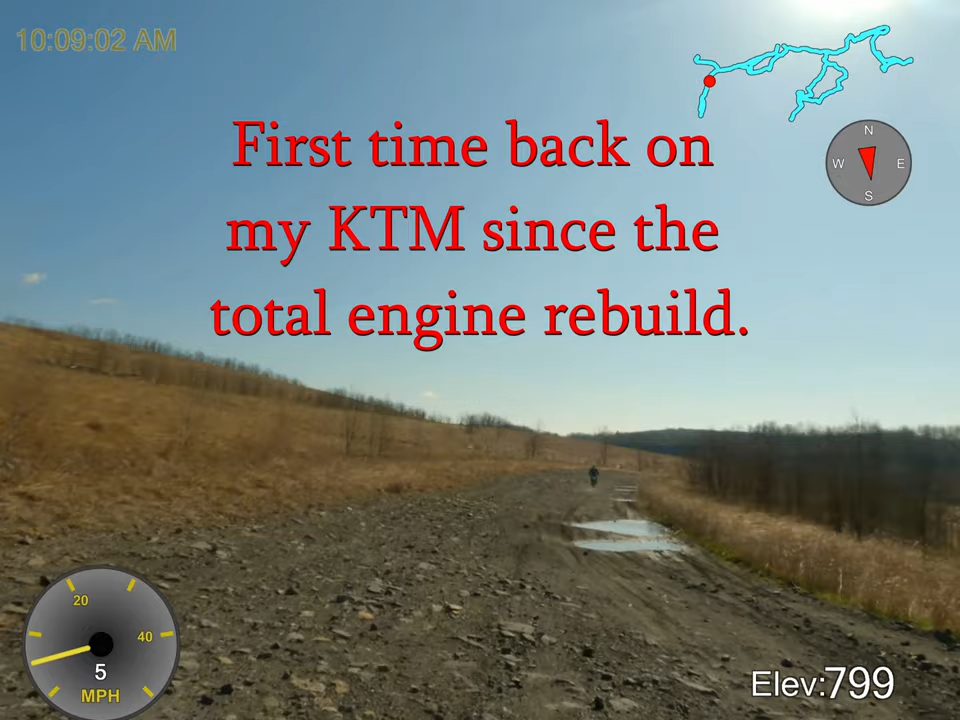 10:09:02 AM
N
W E
S
First time back on
my KTM since the
total engine rebuild.
20
40
5
MPH
Elev:799